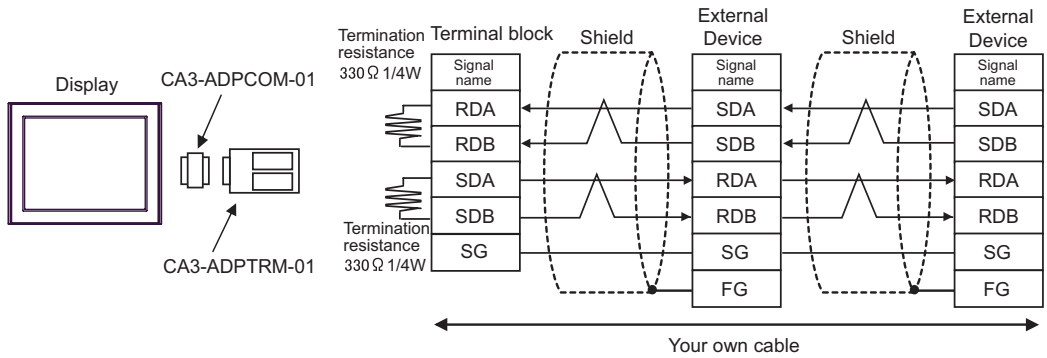 Display
CA3-ADPCOM-01
CA3-ADPTRM-01
Termination
resistance
330 Ω 1/4W
Termination
resistance
330 Ω 1/4W
Terminal block
Signal
name
RDA
RDB
SDA
SDB
SG
Shield
External
Device
Signal
name
SDA
SDB
RDA
RDB
SG
FG
Shield
External
Device
Signal
name
SDA
SDB
RDA
RDB
SG
FG
Your own cable